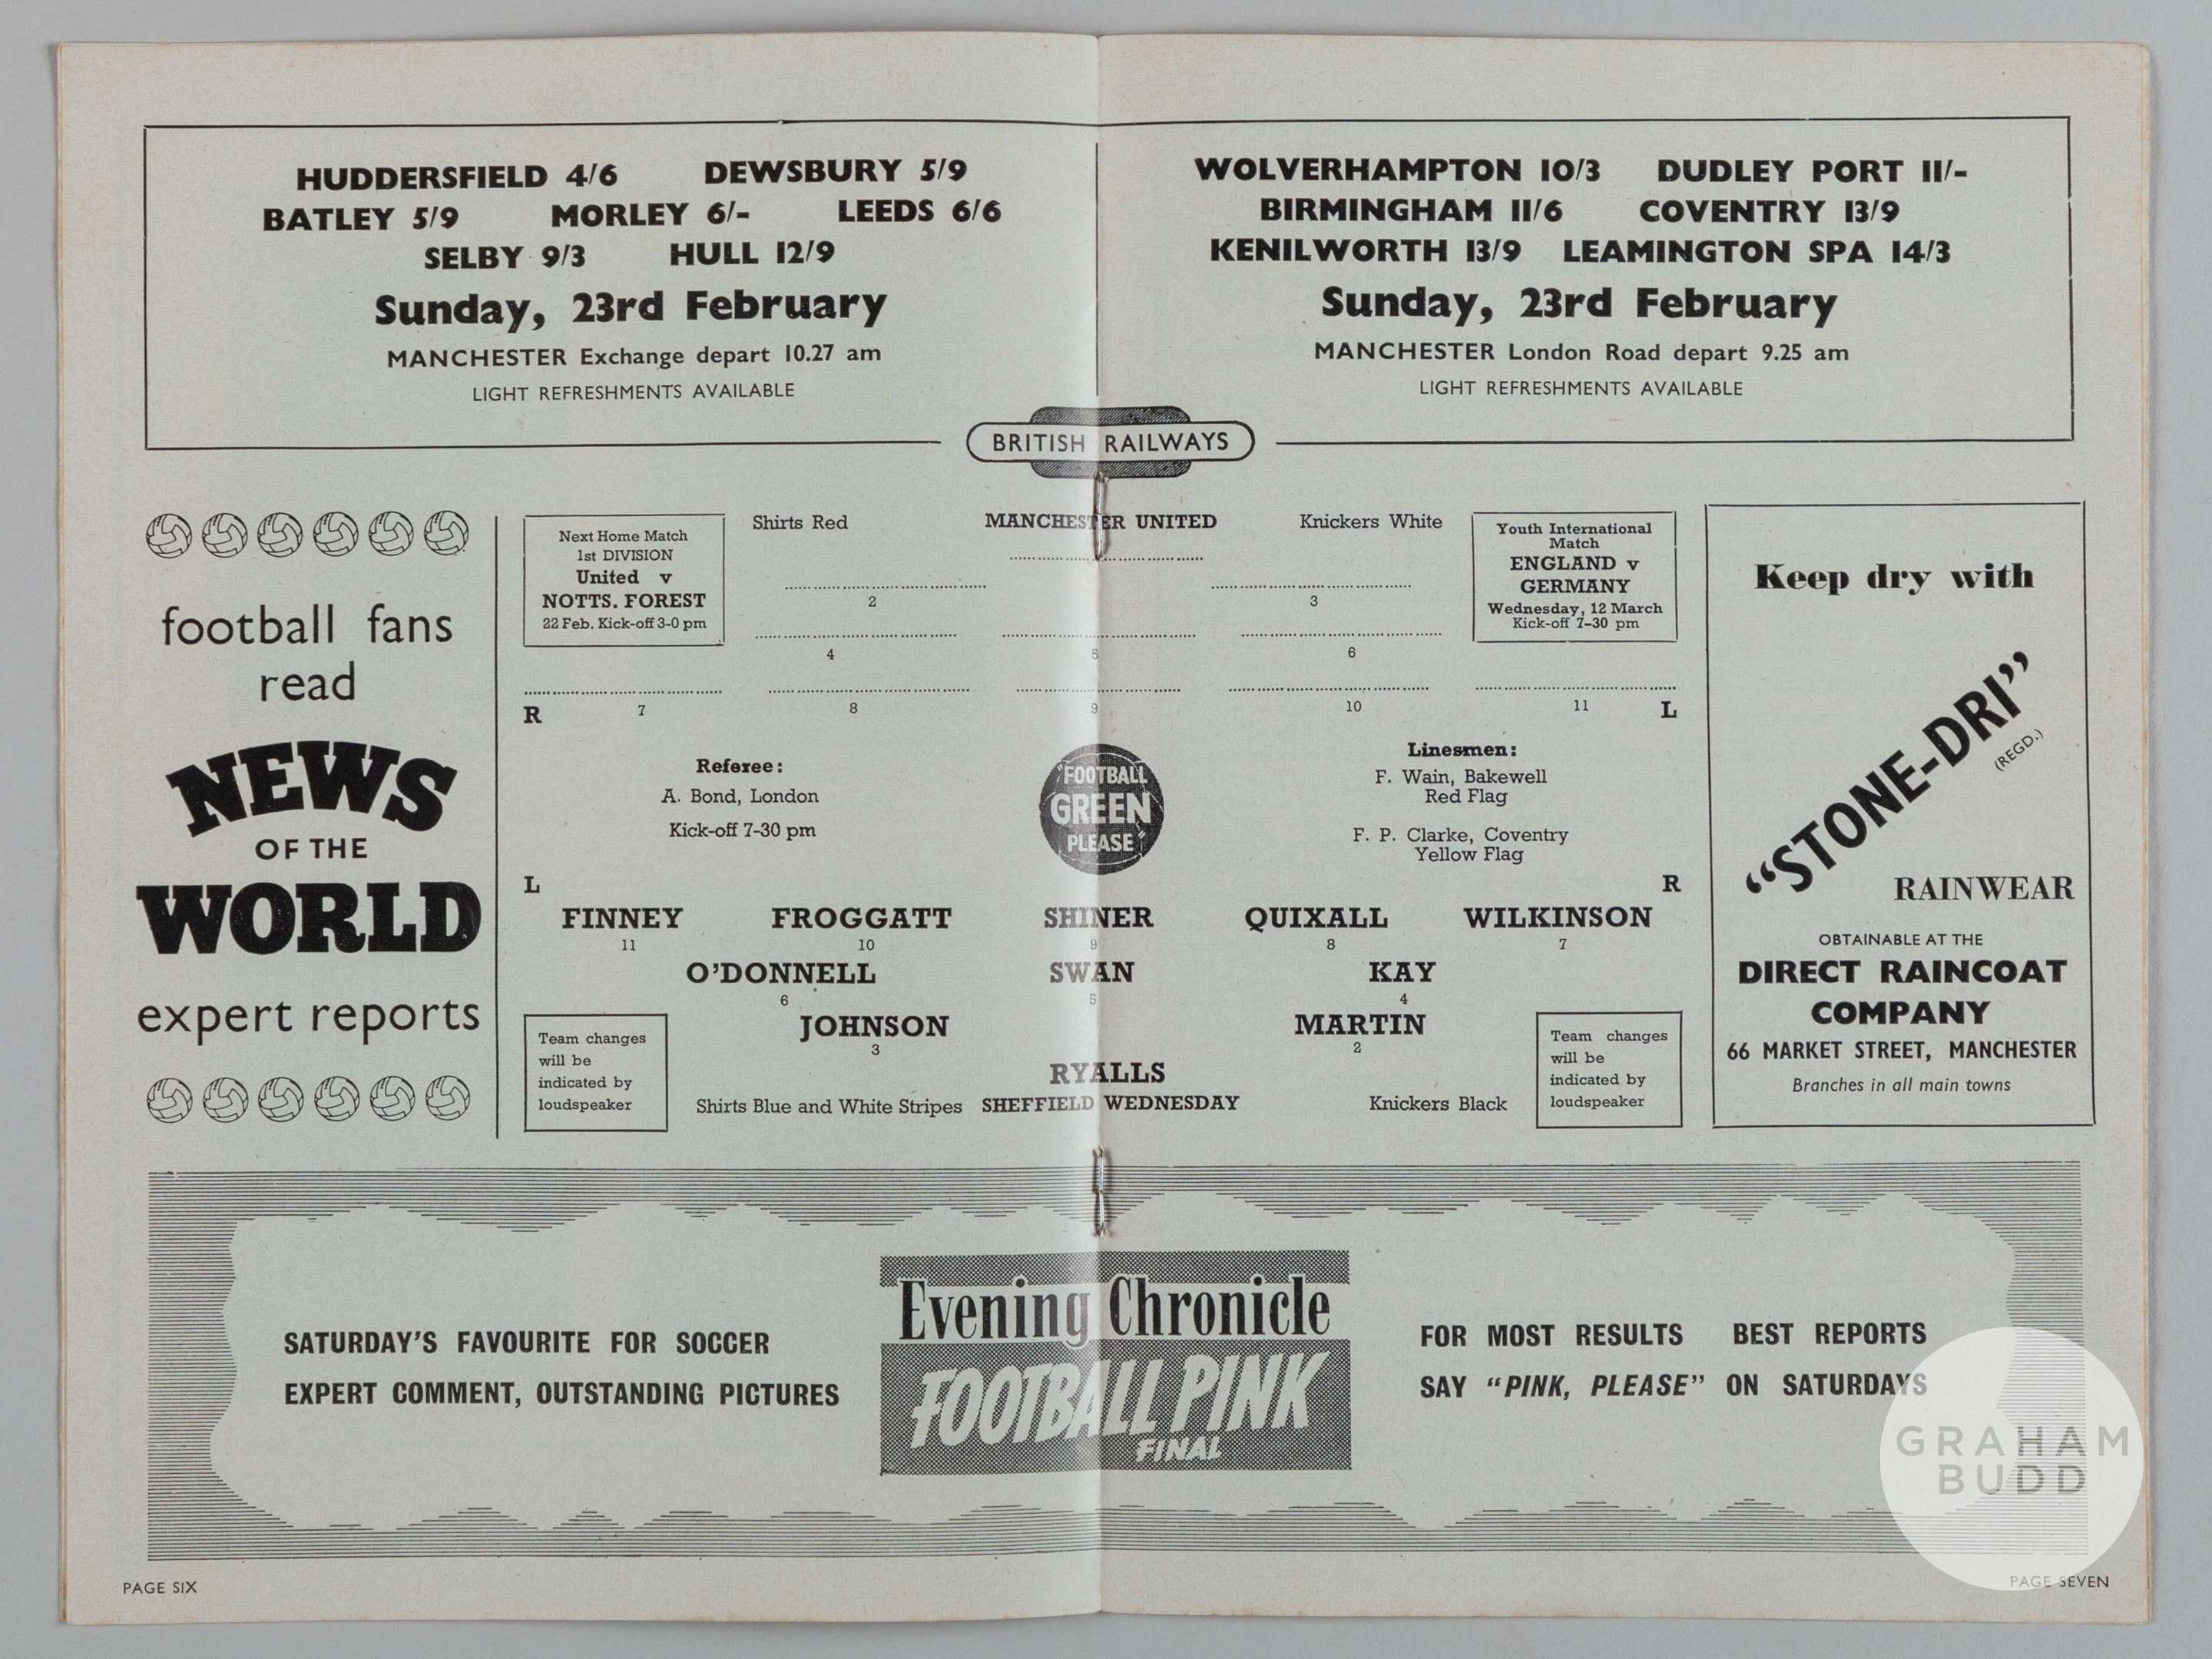 HUDDERSFIELD 4/6 DEWSBURY 5/9
BATLEY 5/9 MORLEY 6/- LEEDS 6/6
SELBY 9/3 HULL 12/9
Sunday, 23rd February
MANCHESTER Exchange depart 10.27 am
LIGHT REFRESHMENTS AVAILABLE
WOLVERHAMPTON 10/3 DUDLEY PORT 11/-
BIRMINGHAM 11/6 COVENTRY 13/9
KENILWORTH 13/9 LEAMINGTON SPA 14/3
Sunday, 23rd February
MANCHESTER London Road depart 9.25 am
LIGHT REFRESHMENTS AVAILABLE
BRITISH RAILWAYS
football fans
read
NEWS
OF THE
WORLD
expert reports
Next Home Match
1st DIVISION
United v
NOTTS. FOREST
22 Feb. Kick-off 3-0 pm
Shirts Red MANCHESTER UNITED Knickers White
Youth International
Match
ENGLAND v
GERMANY
Wednesday, 12 March
Kick-off 7-30 pm
2 3
4 5 6
R 7 8 9 10 11 L
Referee:
A. Bond, London
Kick-off 7-30 pm
"FOOTBALL
GREEN
PLEASE"
Linesmen:
F. Wain, Bakewell
Red Flag
F. P. Clarke, Coventry
Yellow Flag
L R
FINNEY FROGGATT SHINER QUIXALL WILKINSON
11 10 9 8 7
O'DONNELL SWAN KAY
6 5 4
JOHNSON MARTIN
3 2
RYALLS
Shirts Blue and White Stripes SHEFFIELD WEDNESDAY Knickers Black
Team changes
will be
indicated by
loudspeaker
Team changes
will be
indicated by
loudspeaker
Keep dry with
"STONE-DRI"
(REGD.)
RAINWEAR
OBTAINABLE AT THE
DIRECT RAINCOAT
COMPANY
66 MARKET STREET, MANCHESTER
Branches in all main towns
SATURDAY'S FAVOURITE FOR SOCCER
EXPERT COMMENT, OUTSTANDING PICTURES
Evening Chronicle
FOOTBALL PINK
FINAL
FOR MOST RESULTS BEST REPORTS
SAY "PINK, PLEASE" ON SATURDAYS
GRAHAM
BUDD
PAGE SIX
PAGE SEVEN